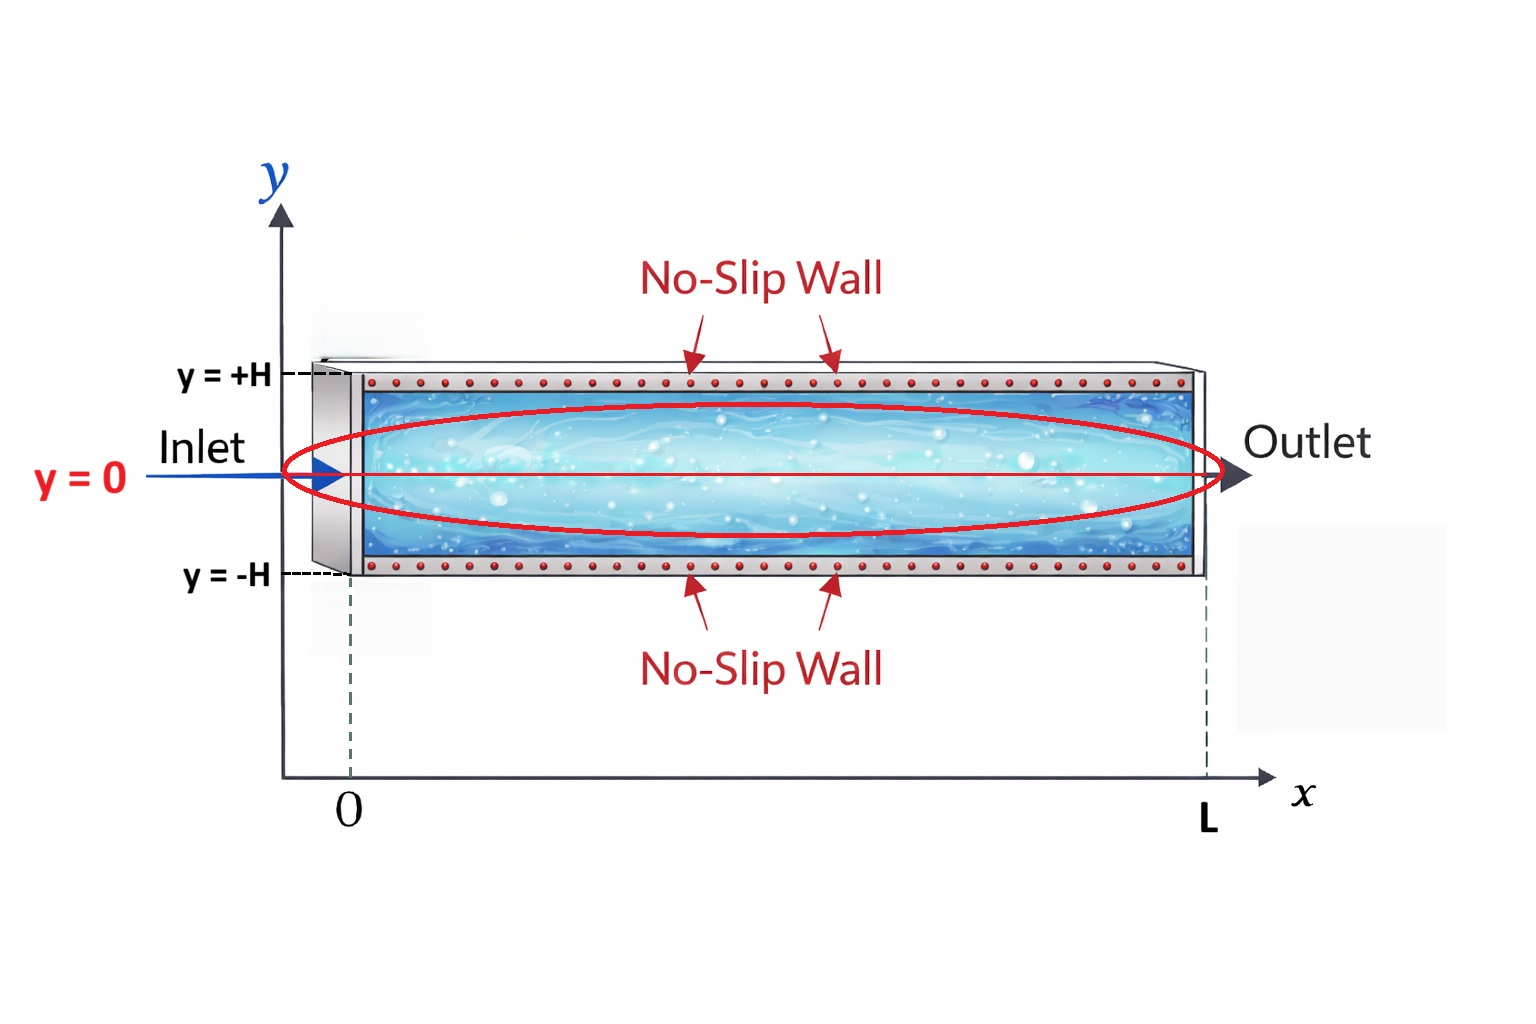 y
No-Slip Wall
y = +H
Inlet
Outlet
y = 0
y = -H
No-Slip Wall
0
L
x